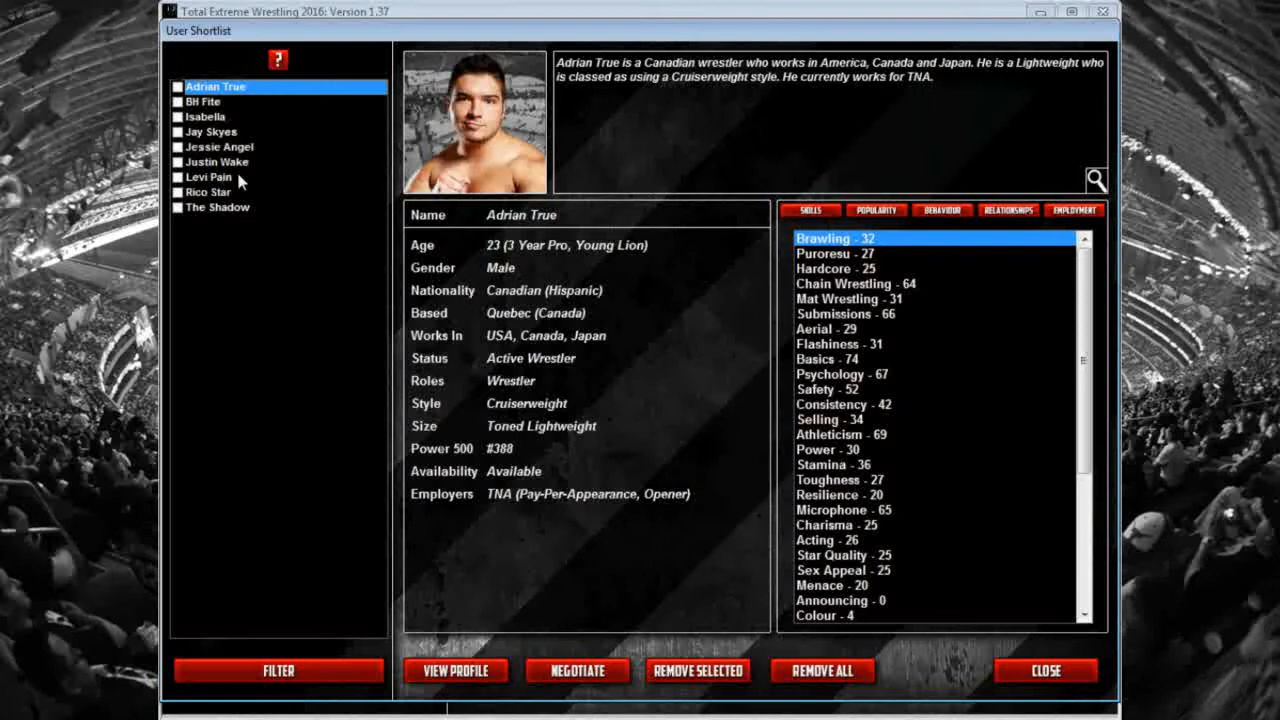 Total Extreme Wrestling 2016: Version 1.37
User Shortlist
?
Adrian True
BH Fite
Isabella
Jay Skyes
Jessie Angel
Justin Wake
Levi Pain
Rico Star
The Shadow
FILTER
Adrian True is a Canadian wrestler who works in America, Canada and Japan. He is a Lightweight who
is classed as using a Cruiserweight style. He currently works for TNA.
Name Adrian True
Age 23 (3 Year Pro, Young Lion)
Gender Male
Nationality Canadian (Hispanic)
Based Quebec (Canada)
Works In USA, Canada, Japan
Status Active Wrestler
Roles Wrestler
Style Cruiserweight
Size Toned Lightweight
Power 500 #388
Availability Available
Employers TNA (Pay-Per-Appearance, Opener)
SKILLS POPULARITY BEHAVIOUR RELATIONSHIPS EMPLOYMENT
Brawling - 32
Puroresu - 27
Hardcore - 25
Chain Wrestling - 64
Mat Wrestling - 31
Submissions - 66
Aerial - 29
Flashiness - 31
Basics - 74
Psychology - 67
Safety - 52
Consistency - 42
Selling - 34
Athleticism - 69
Power - 30
Stamina - 36
Toughness - 27
Resilience - 20
Microphone - 65
Charisma - 25
Acting - 26
Star Quality - 25
Sex Appeal - 25
Menace - 20
Announcing - 0
Colour - 4
VIEW PROFILE NEGOTIATE REMOVE SELECTED REMOVE ALL CLOSE